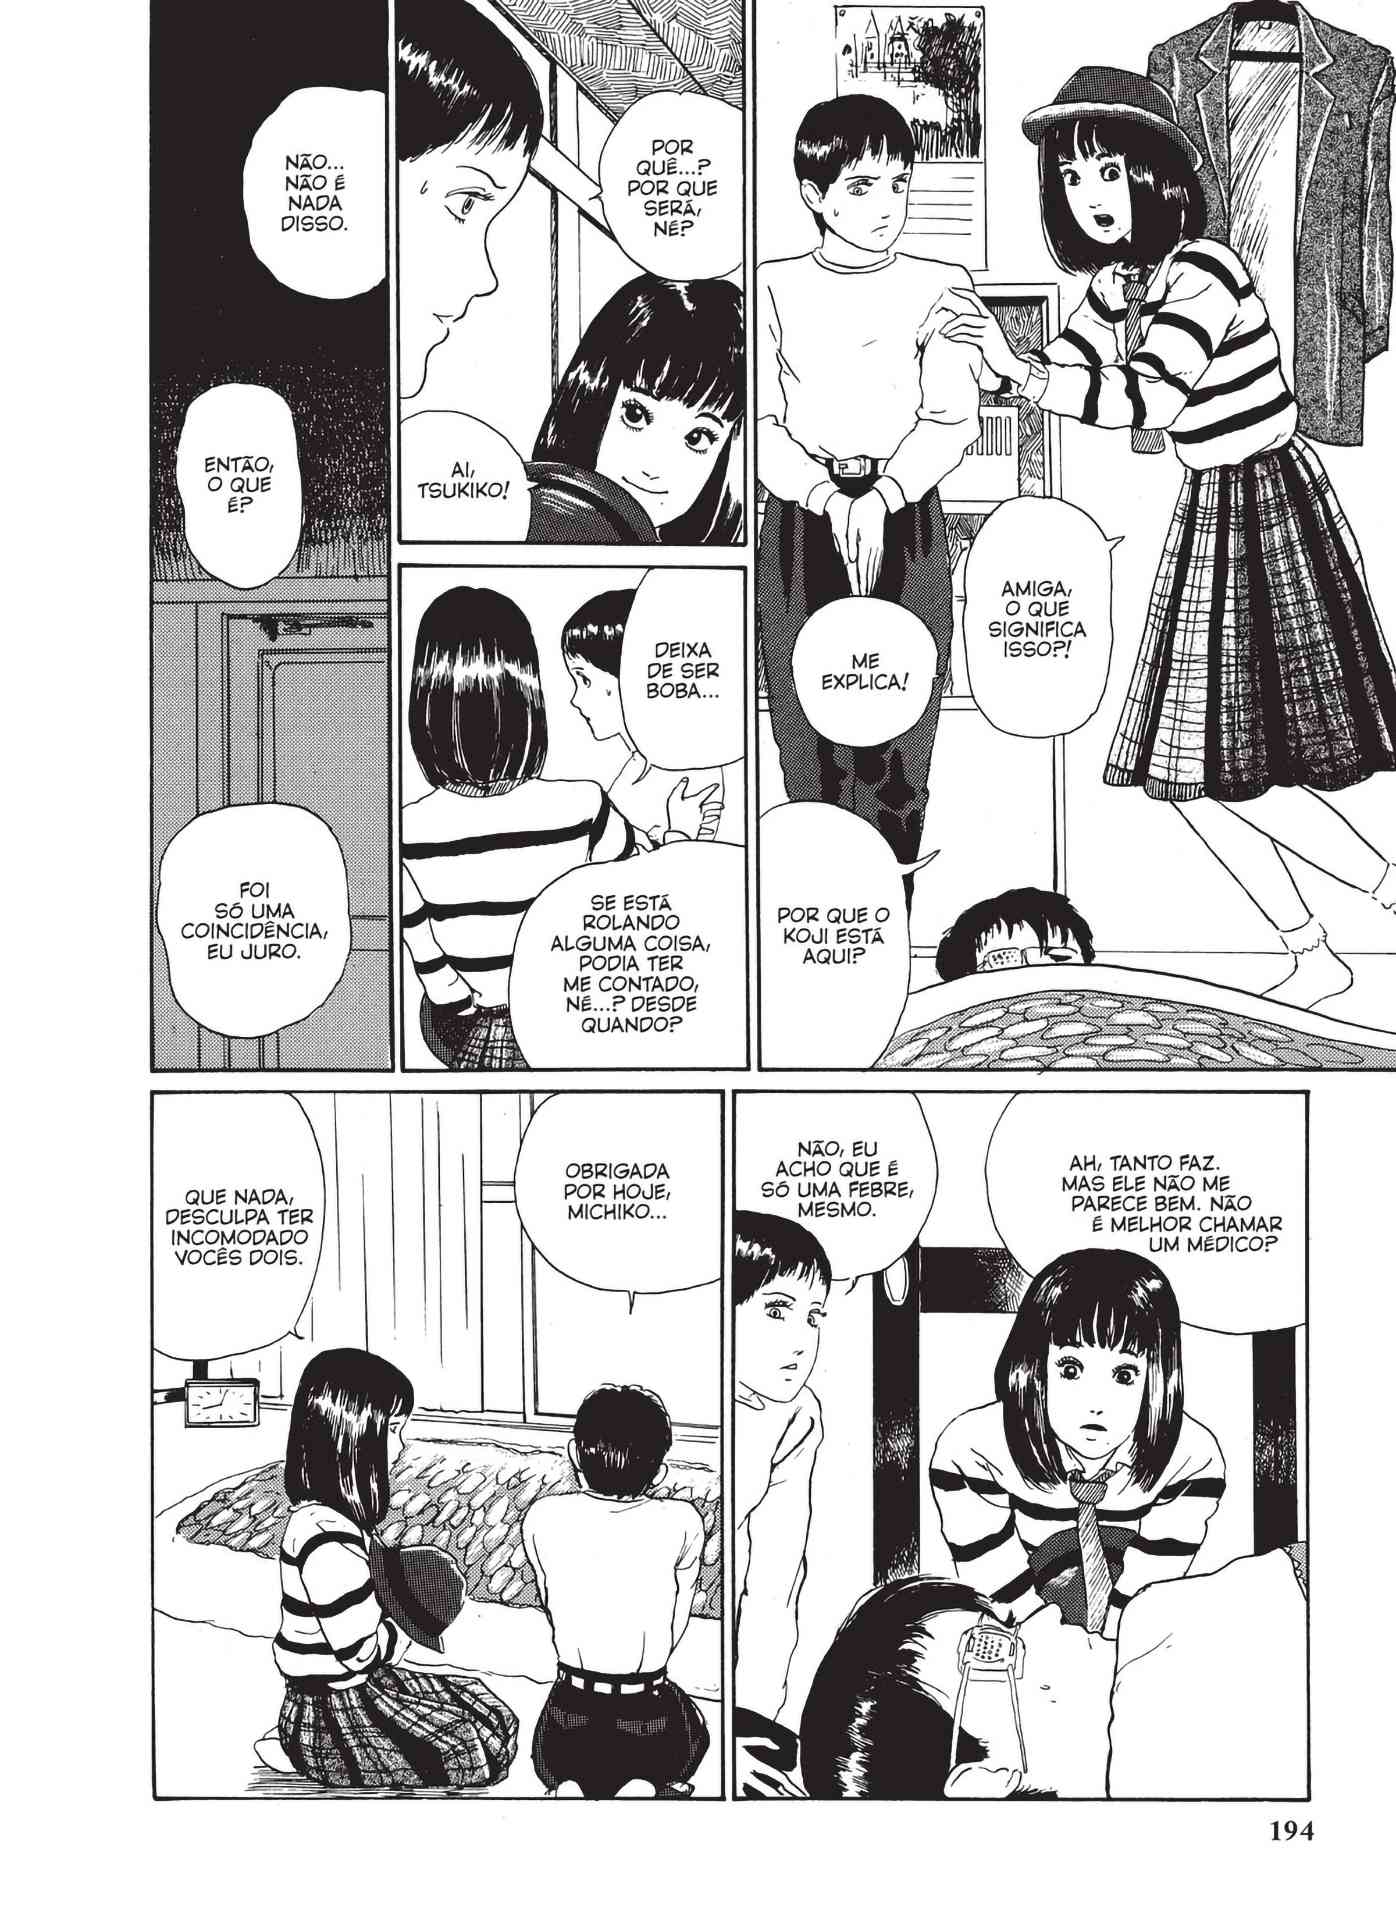 AMIGA,
O QUE
SIGNIFICA
ISSO?!
ME
EXPLICA!
POR QUE O
KOJI ESTÁ
AQUI?
POR
QUÊ...?
POR QUE
SERÁ,
NÉ?
AI,
TSUKIKO!
DEIXA
DE SER
BOBA...
SE ESTÁ
ROLANDO
ALGUMA COISA,
PODIA TER
ME CONTADO,
NÉ...? DESDE
QUANDO?
NÃO...
NÃO É
NADA
DISSO.
ENTÃO,
O QUE
É?
FOI
SÓ UMA
COINCIDÊNCIA,
EU JURO.
AH, TANTO FAZ.
MAS ELE NÃO ME
PARECE BEM. NÃO
É MELHOR CHAMAR
UM MÉDICO?
NÃO, EU
ACHO QUE É
SÓ UMA FEBRE,
MESMO.
OBRIGADA
POR HOJE,
MICHIKO...
QUE NADA,
DESCULPA TER
INCOMODADO
VOCÊS DOIS.
194